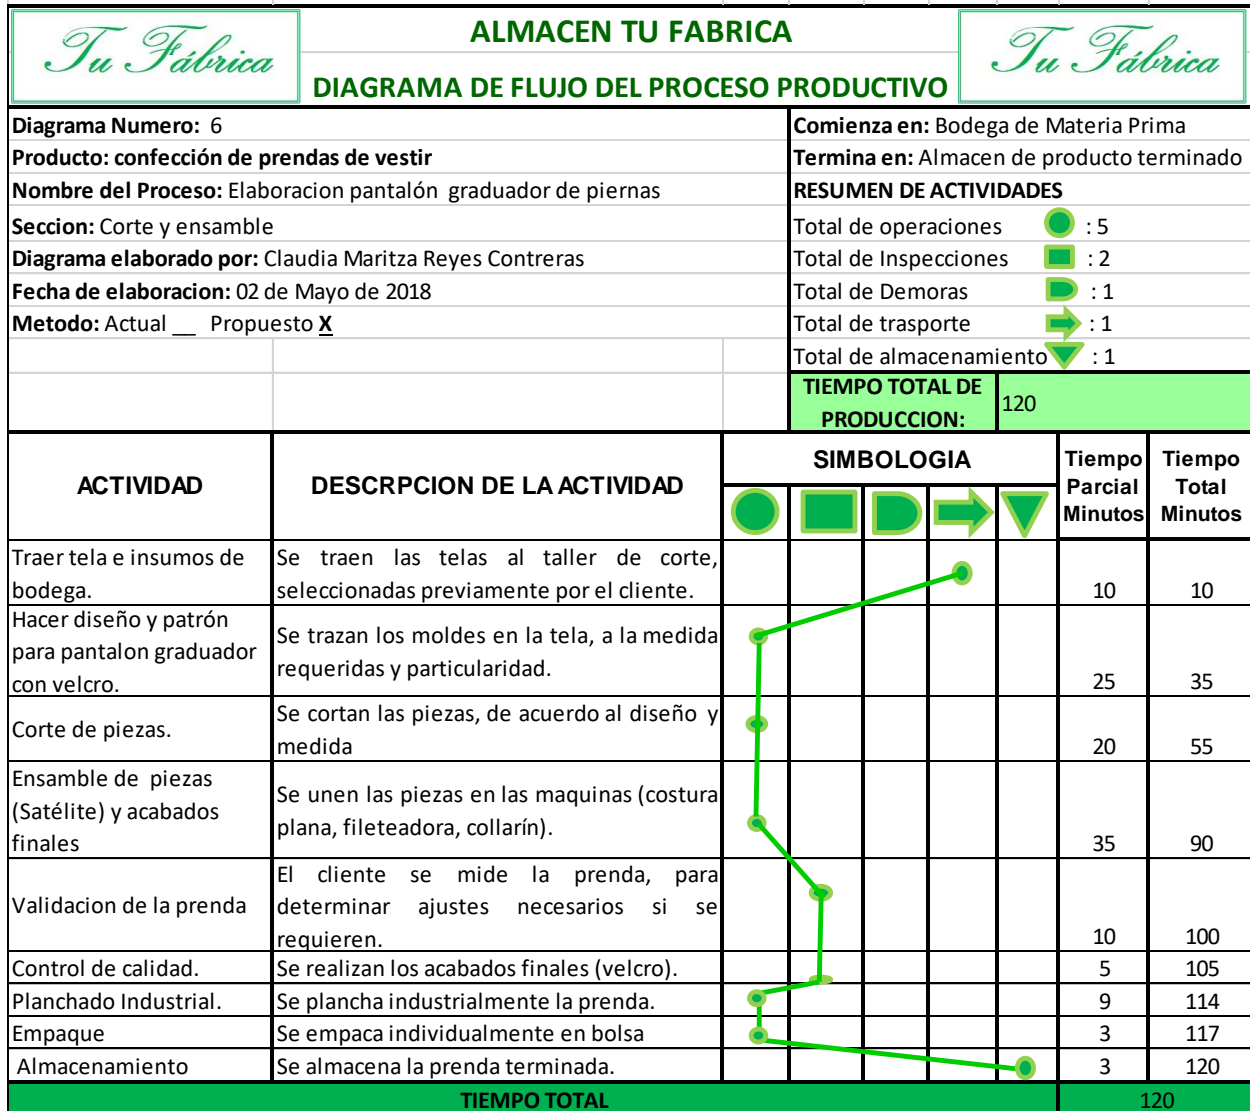 Tu Fábrica
ALMACEN TU FABRICA
Tu Fábrica
DIAGRAMA DE FLUJO DEL PROCESO PRODUCTIVO
Diagrama Numero: 6
Comienza en: Bodega de Materia Prima
Producto: confección de prendas de vestir
Termina en: Almacen de producto terminado
Nombre del Proceso: Elaboracion pantalón graduador de piernas
RESUMEN DE ACTIVIDADES
Seccion: Corte y ensamble
Total de operaciones : 5
Diagrama elaborado por: Claudia Maritza Reyes Contreras
Total de Inspecciones : 2
Fecha de elaboracion: 02 de Mayo de 2018
Total de Demoras : 1
Metodo: Actual __ Propuesto X
Total de trasporte : 1
Total de almacenamiento : 1
TIEMPO TOTAL DE
PRODUCCION:
120
ACTIVIDAD
DESCRPCION DE LA ACTIVIDAD
SIMBOLOGIA
Tiempo
Parcial
Minutos
Tiempo
Total
Minutos
Traer tela e insumos de
bodega.
Se traen las telas al taller de corte,
seleccionadas previamente por el cliente.
10
10
Hacer diseño y patrón
para pantalon graduador
con velcro.
Se trazan los moldes en la tela, a la medida
requeridas y particularidad.
25
35
Corte de piezas.
Se cortan las piezas, de acuerdo al diseño y
medida
20
55
Ensamble de piezas
(Satélite) y acabados
finales
Se unen las piezas en las maquinas (costura
plana, fileteadora, collarín).
35
90
Validacion de la prenda
El cliente se mide la prenda, para
determinar ajustes necesarios si se
requieren.
10
100
Control de calidad.
Se realizan los acabados finales (velcro).
5
105
Planchado Industrial.
Se plancha industrialmente la prenda.
9
114
Empaque
Se empaca individualmente en bolsa
3
117
Almacenamiento
Se almacena la prenda terminada.
3
120
TIEMPO TOTAL
120